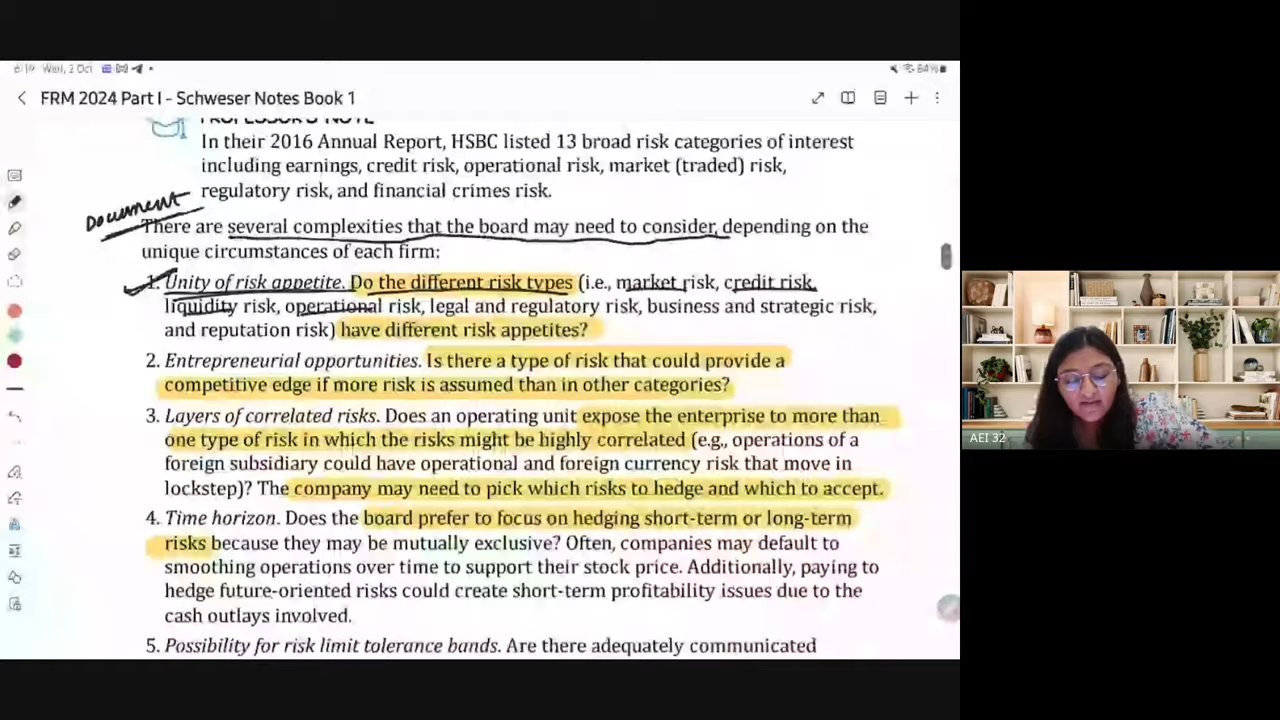 Wed, 2 Oct
84%
FRM 2024 Part I - Schweser Notes Book 1
PROFESSOR'S NOTE
In their 2016 Annual Report, HSBC listed 13 broad risk categories of interest
including earnings, credit risk, operational risk, market (traded) risk,
regulatory risk, and financial crimes risk.
Document
There are several complexities that the board may need to consider, depending on the
unique circumstances of each firm:
1. Unity of risk appetite. Do the different risk types (i.e., market risk, credit risk,
liquidity risk, operational risk, legal and regulatory risk, business and strategic risk,
and reputation risk) have different risk appetites?
2. Entrepreneurial opportunities. Is there a type of risk that could provide a
competitive edge if more risk is assumed than in other categories?
3. Layers of correlated risks. Does an operating unit expose the enterprise to more than
one type of risk in which the risks might be highly correlated (e.g., operations of a
foreign subsidiary could have operational and foreign currency risk that move in
lockstep)? The company may need to pick which risks to hedge and which to accept.
4. Time horizon. Does the board prefer to focus on hedging short-term or long-term
risks because they may be mutually exclusive? Often, companies may default to
smoothing operations over time to support their stock price. Additionally, paying to
hedge future-oriented risks could create short-term profitability issues due to the
cash outlays involved.
5. Possibility for risk limit tolerance bands. Are there adequately communicated
AEI 32